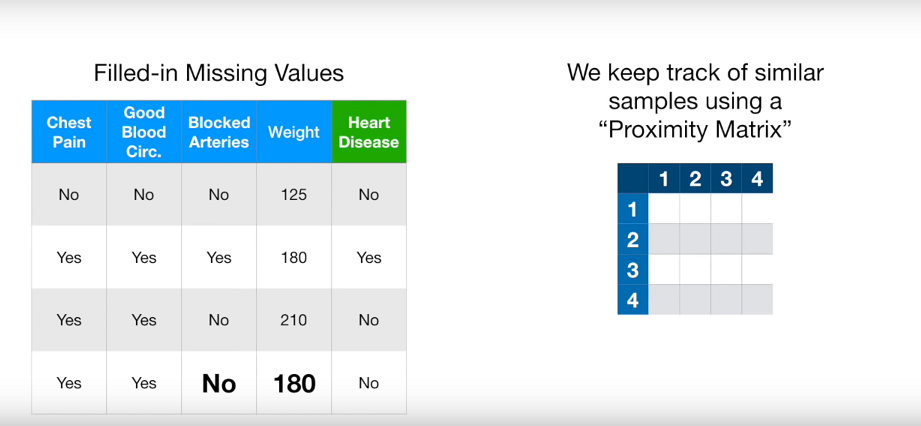 Filled-in Missing Values
Chest Pain
Good Blood Circ.
Blocked Arteries
Weight
Heart Disease
No No No 125 No
Yes Yes Yes 180 Yes
Yes Yes No 210 No
Yes Yes No 180 No
We keep track of similar
samples using a
“Proximity Matrix”
1 2 3 4
1
2
3
4